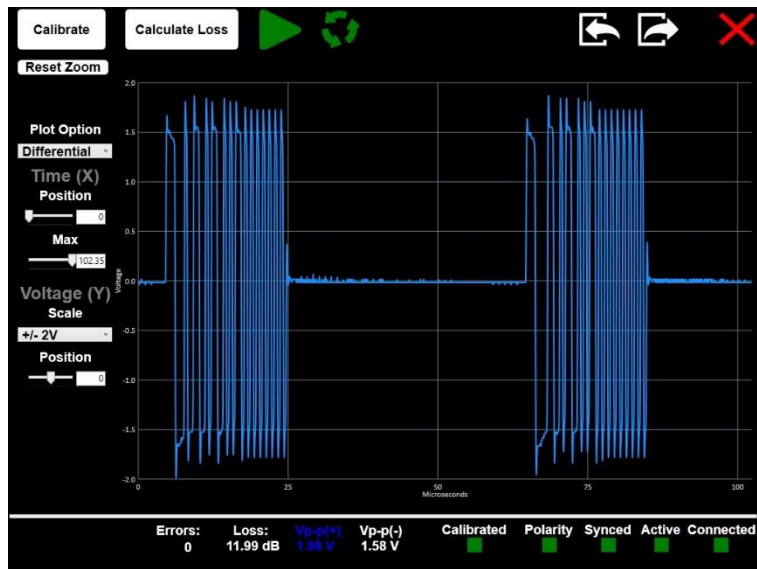 Calibrate
Calculate Loss
Reset Zoom
Plot Option
Differential
Time (X)
Position
0
Max
102.35
Voltage (Y)
Scale
+/- 2V
Position
0
2.0
1.5
1.0
0.5
0.0
-0.5
-1.0
-1.5
-2.0
Voltage
0 25 50 75 100
Microseconds
Errors: Loss: Vp-p(+) Vp-p(-) Calibrated Polarity Synced Active Connected
0 11.99 dB 1.98 V 1.58 V